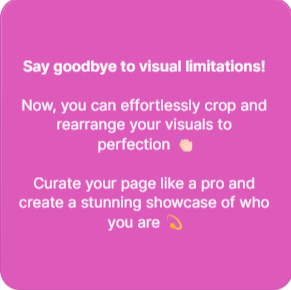 Say goodbye to visual limitations!
Now, you can effortlessly crop and
rearrange your visuals to
perfection 👏🏻
Curate your page like a pro and
create a stunning showcase of who
you are 💫